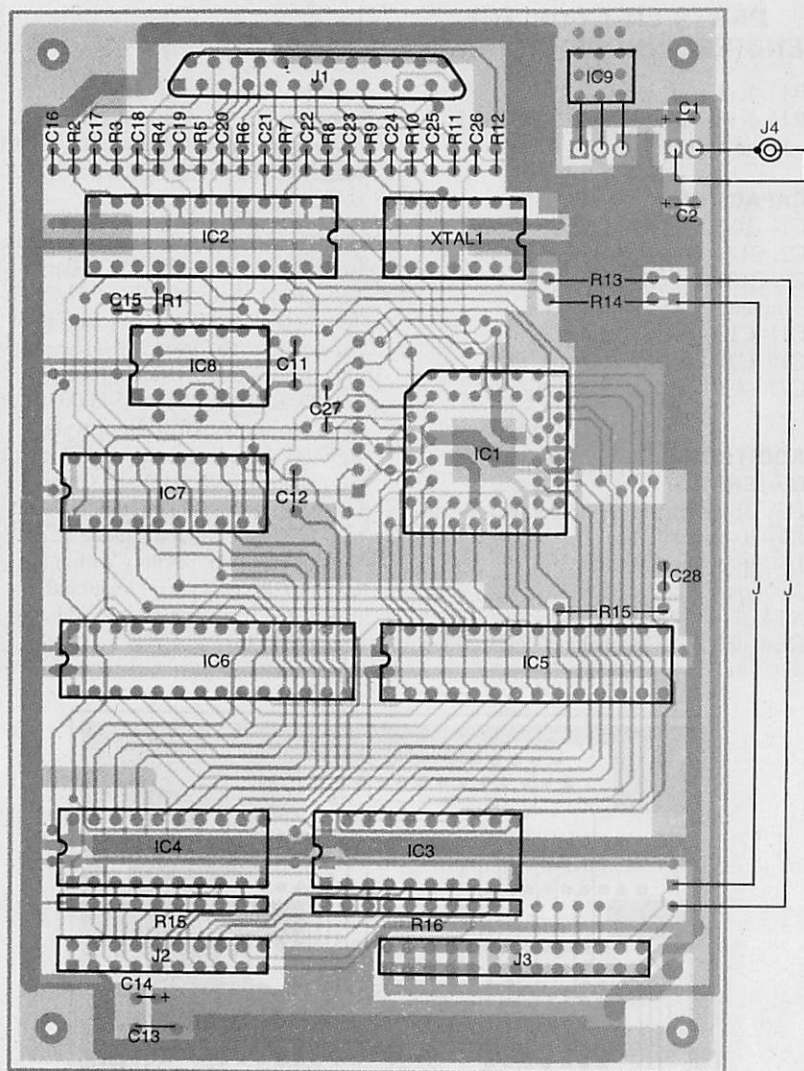 J1
IC9
C1
+
J4
C16
R2
C17
R3
C18
R4
C19
R5
C20
R6
C21
R7
C22
R8
C23
R9
C24
R10
C25
R11
C26
R12
+
C2
IC2
XTAL1
R13
R14
C15
R1
IC8
C11
C27
IC1
IC7
C12
C28
R15
J
J
IC6
IC5
IC4
IC3
R15
R16
J2
J3
C14
+
C13